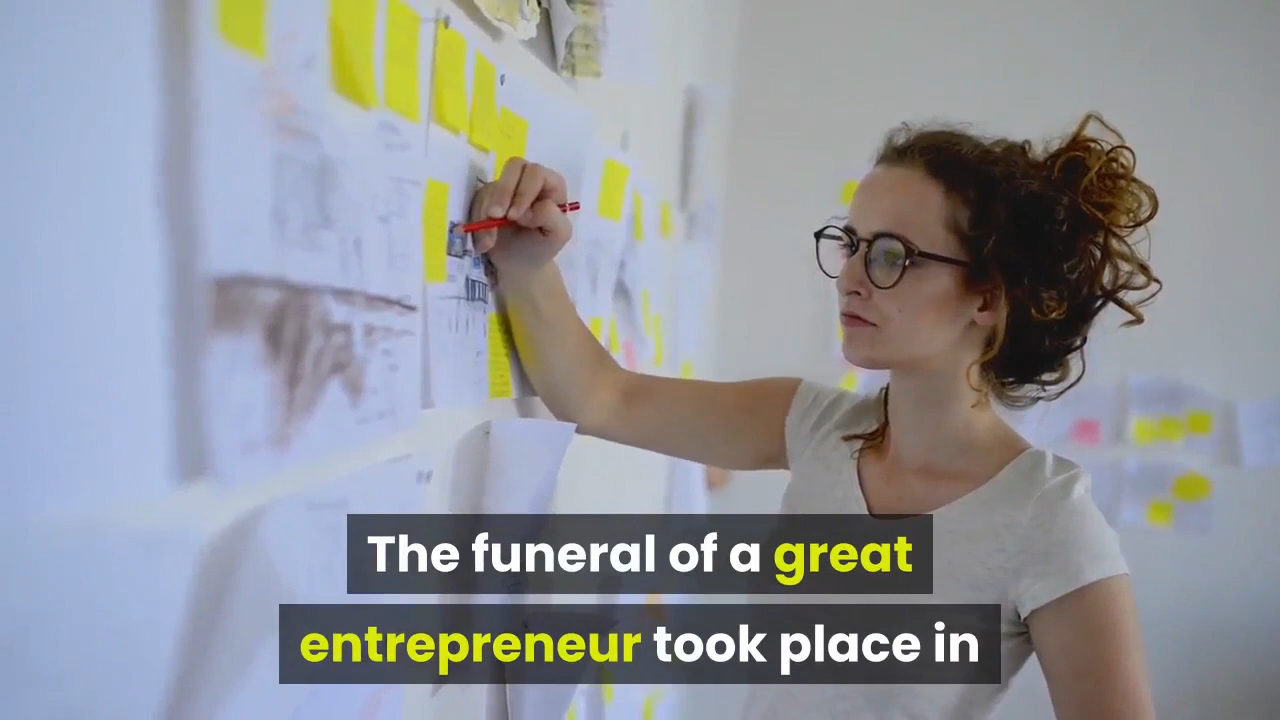 The funeral of a great
entrepreneur took place in